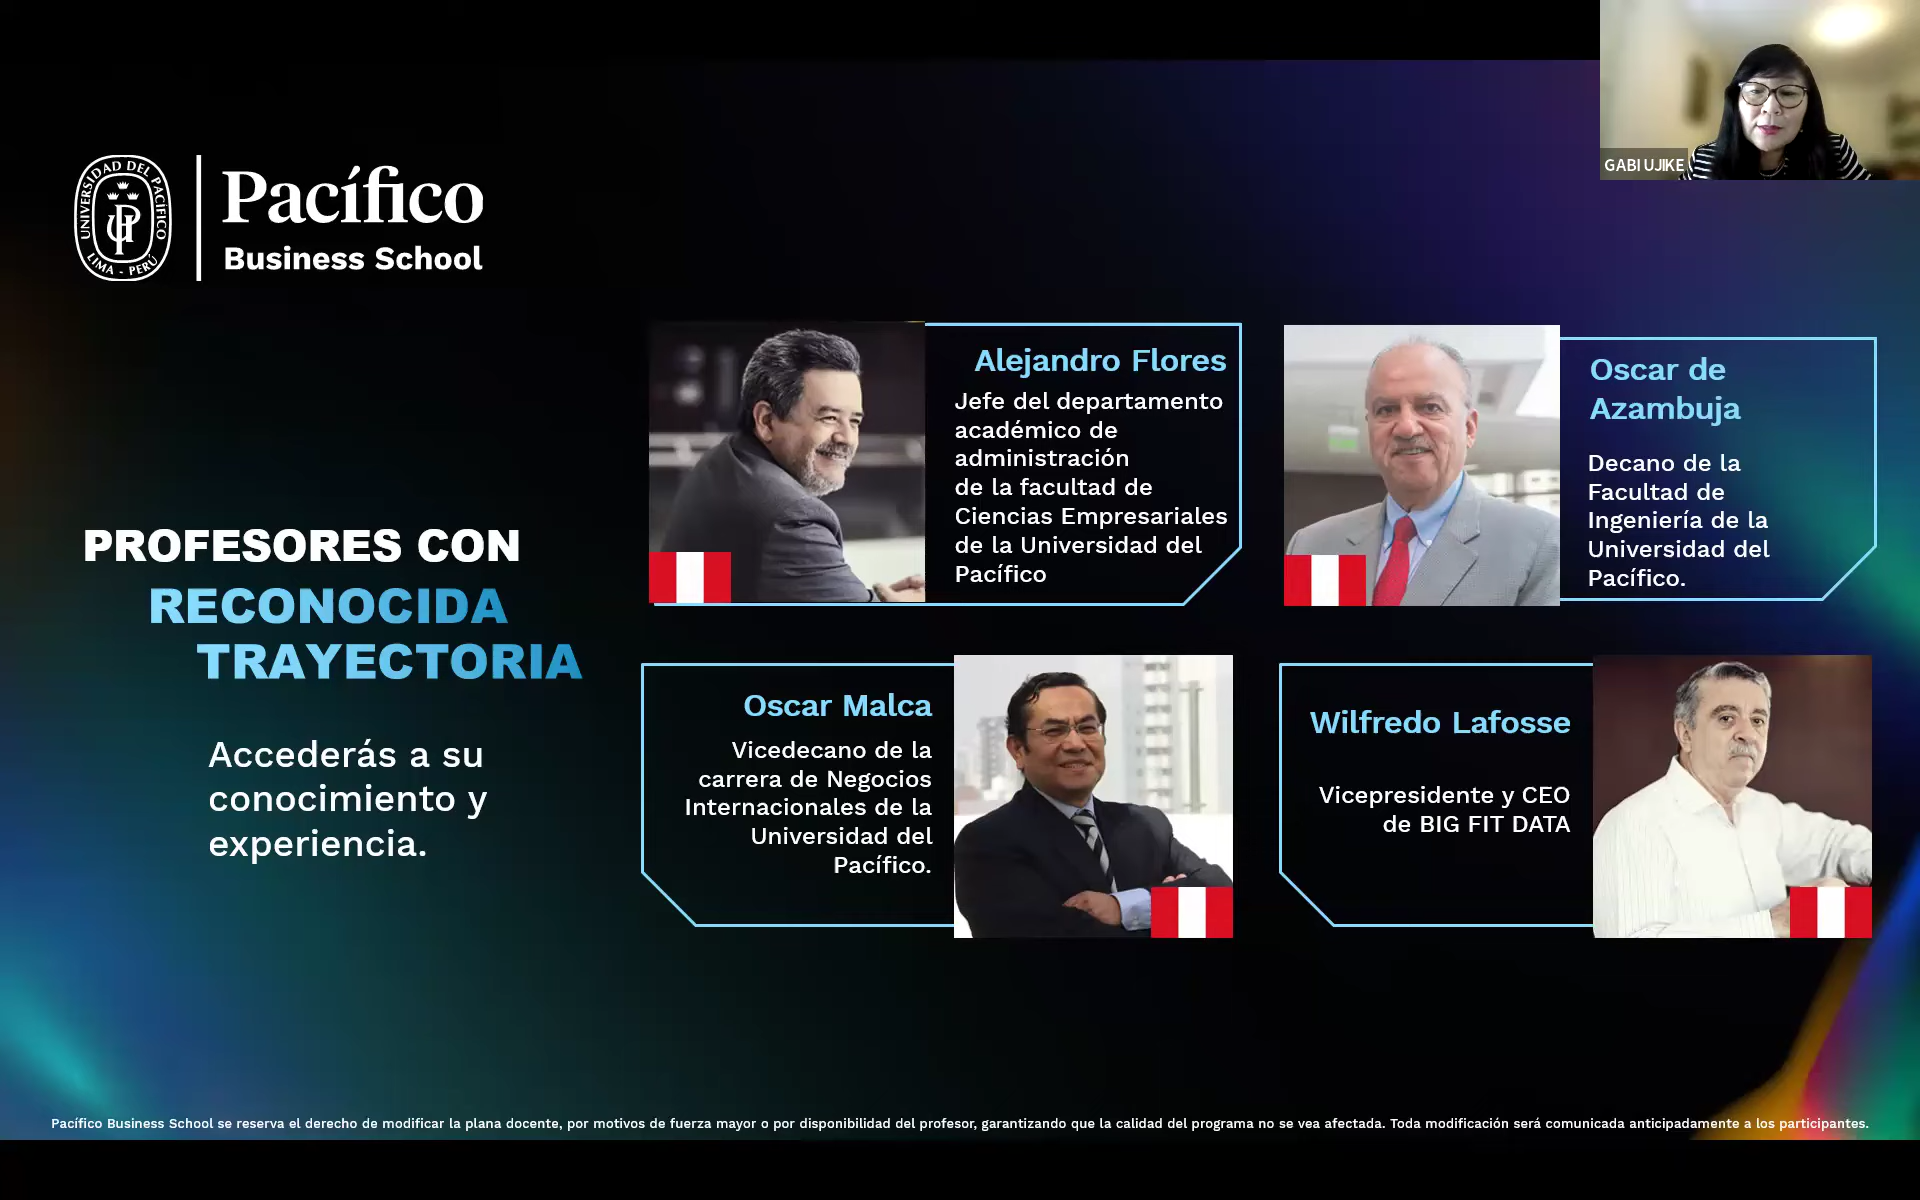 GABI UJIKE
UNIVERSIDAD DEL PACÍFICO
LIMA - PERÚ
Pacífico
Business School
PROFESORES CON
RECONOCIDA
TRAYECTORIA
Accederás a su
conocimiento y
experiencia.
Alejandro Flores
Jefe del departamento
académico de
administración
de la facultad de
Ciencias Empresariales
de la Universidad del
Pacífico
Oscar de
Azambuja
Decano de la
Facultad de
Ingeniería de la
Universidad del
Pacífico.
Oscar Malca
Vicedecano de la
carrera de Negocios
Internacionales de la
Universidad del
Pacífico.
Wilfredo Lafosse
Vicepresidente y CEO
de BIG FIT DATA
Pacífico Business School se reserva el derecho de modificar la plana docente, por motivos de fuerza mayor o por disponibilidad del profesor, garantizando que la calidad del programa no se vea afectada. Toda modificación será comunicada anticipadamente a los participantes.